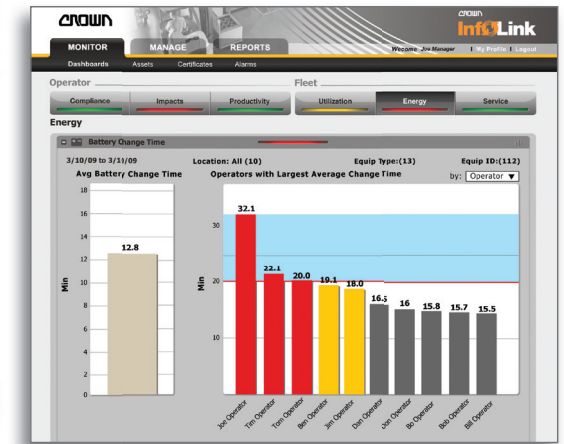 CROWN
CROWN
InfoLink
MONITOR MANAGE REPORTS
Welcome Joe Manager | My Profile | Logout
Dashboards Assets Certificates Alarms
Operator Fleet
Compliance Impacts Productivity Utilization Energy Service
Energy
Battery Change Time
3/10/09 to 3/11/09 Location: All (10) Equip Type:(13) Equip ID:(112)
Avg Battery Change Time Operators with Largest Average Change Time by: Operator
18
16
14
12
10
8
6
4
2
0
Min
12.8
30
20
10
Min
32.1
22.1
20.0
19.1
18.0
16.5
16
15.8
15.7
15.5
Joe Operator
Tim Operator
Tom Operator
Ben Operator
Jim Operator
Dan Operator
Jon Operator
Bo Operator
Bob Operator
Bill Operator